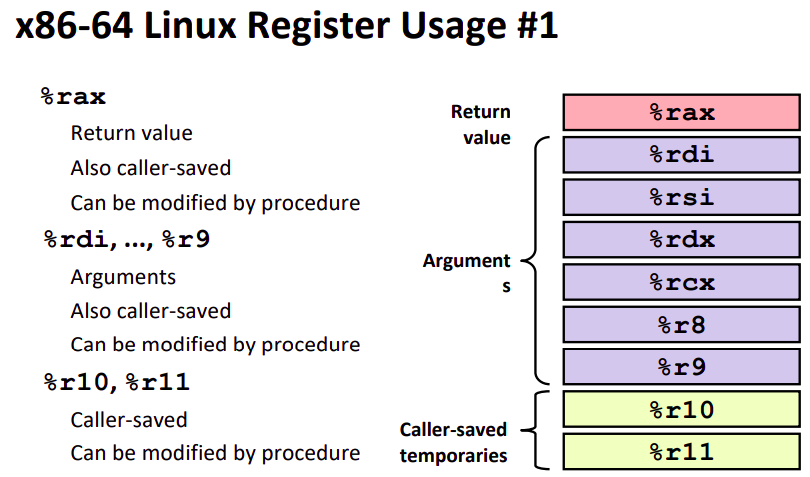 x86-64 Linux Register Usage #1
%rax
Return value
Also caller-saved
Can be modified by procedure
%rdi, ..., %r9
Arguments
Also caller-saved
Can be modified by procedure
%r10, %r11
Caller-saved
Can be modified by procedure
Return
value
Argument
s
Caller-saved
temporaries
%rax
%rdi
%rsi
%rdx
%rcx
%r8
%r9
%r10
%r11